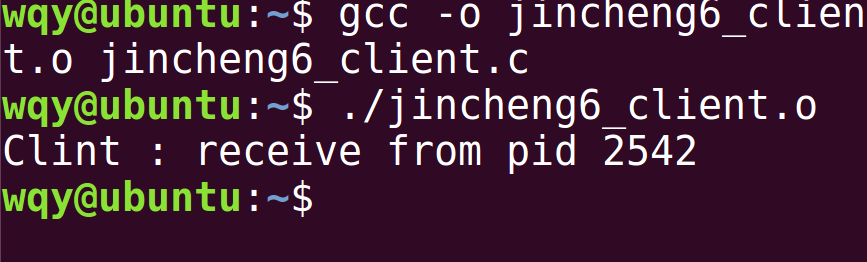 wqy@ubuntu:~$ gcc -o jincheng6_clien
t.o jincheng6_client.c
wqy@ubuntu:~$ ./jincheng6_client.o
Clint : receive from pid 2542
wqy@ubuntu:~$